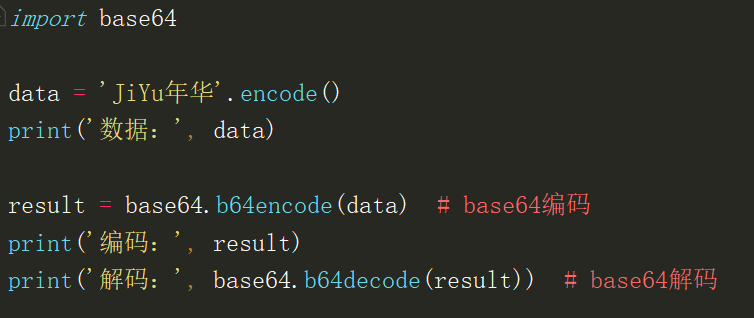 import base64
data = 'JiYu年华'.encode()
print('数据：', data)
result = base64.b64encode(data)  # base64编码
print('编码：', result)
print('解码：', base64.b64decode(result))  # base64解码